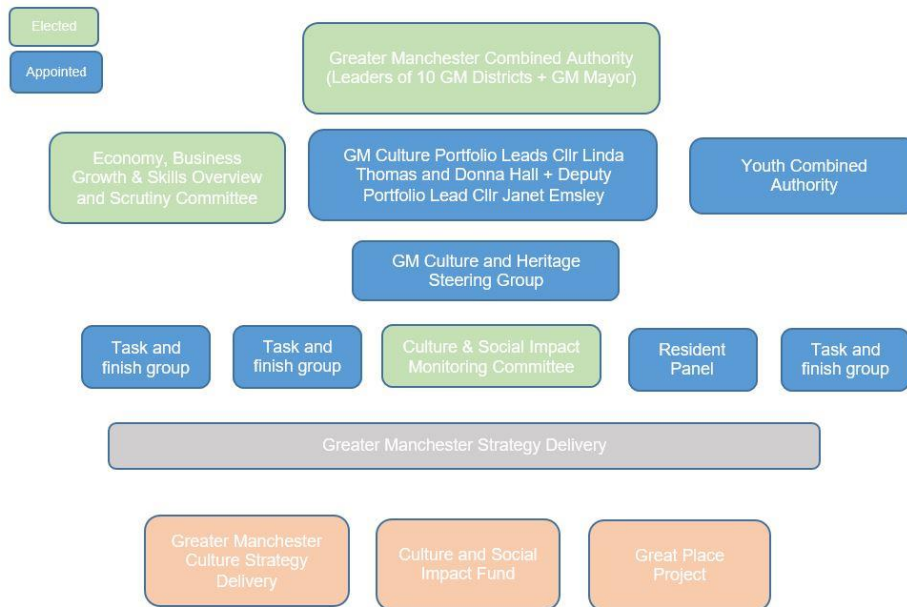 Elected
Appointed
Greater Manchester Combined Authority
(Leaders of 10 GM Districts + GM Mayor)
Economy, Business
Growth & Skills Overview
and Scrutiny Committee
GM Culture Portfolio Leads Cllr Linda
Thomas and Donna Hall + Deputy
Portfolio Lead Cllr Janet Emsley
Youth Combined
Authority
GM Culture and Heritage
Steering Group
Task and
finish group
Task and
finish group
Culture & Social Impact
Monitoring Committee
Resident
Panel
Task and
finish group
Greater Manchester Strategy Delivery
Greater Manchester
Culture Strategy
Delivery
Culture and Social
Impact Fund
Great Place
Project